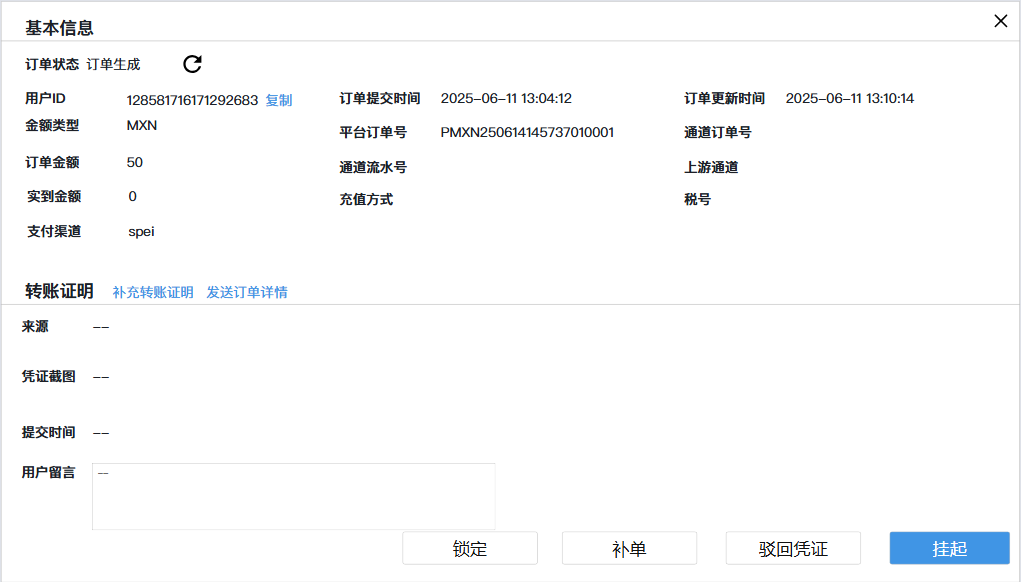 基本信息
订单状态 订单生成
用户ID 128581716171292683 复制 订单提交时间 2025-06-11 13:04:12 订单更新时间 2025-06-11 13:10:14
金额类型 MXN 平台订单号 PMXN250614145737010001 通道订单号
订单金额 50 通道流水号 上游通道
实到金额 0 充值方式 税号
支付渠道 spei
转账证明 补充转账证明 发送订单详情
来源 --
凭证截图 --
提交时间 --
用户留言 --
锁定 补单 驳回凭证 挂起